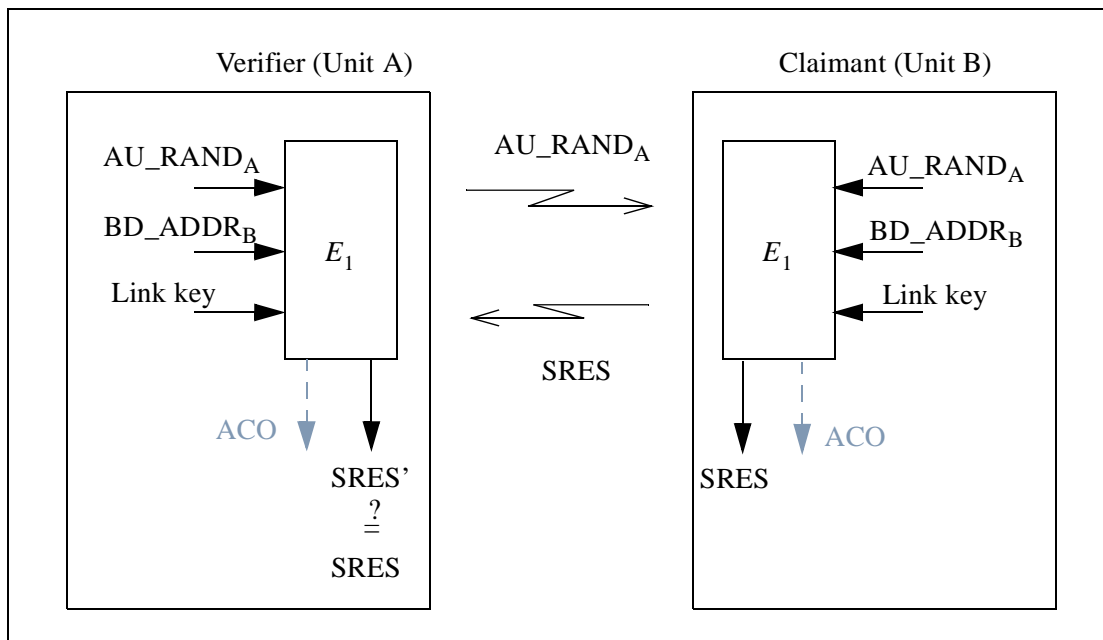 Verifier (Unit A)
AU_RANDA
BD_ADDRB
Link key
E1
ACO
SRES’
?
=
SRES
AU_RANDA
SRES
Claimant (Unit B)
E1
AU_RANDA
BD_ADDRB
Link key
SRES
ACO